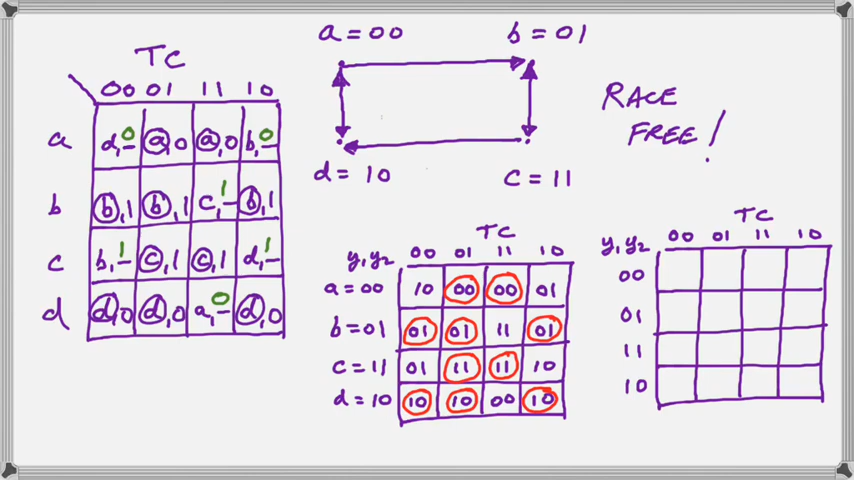 TC
00 01 11 10
a d,–0 ⓐ,0 ⓐ,0 b,–0
b ⓑ,1 ⓑ,1 c,–1 ⓑ,1
c b,–1 ⓒ,1 ⓒ,1 d,–1
d ⓓ,0 ⓓ,0 a,–0 ⓓ,0
a = 00 b = 01
d = 10 c = 11
RACE
FREE!
TC
y₁y₂ 00 01 11 10
a = 00 10 00 00 01
b = 01 01 01 11 01
c = 11 01 11 11 10
d = 10 10 10 00 10
TC
y₁y₂ 00 01 11 10
00
01
11
10